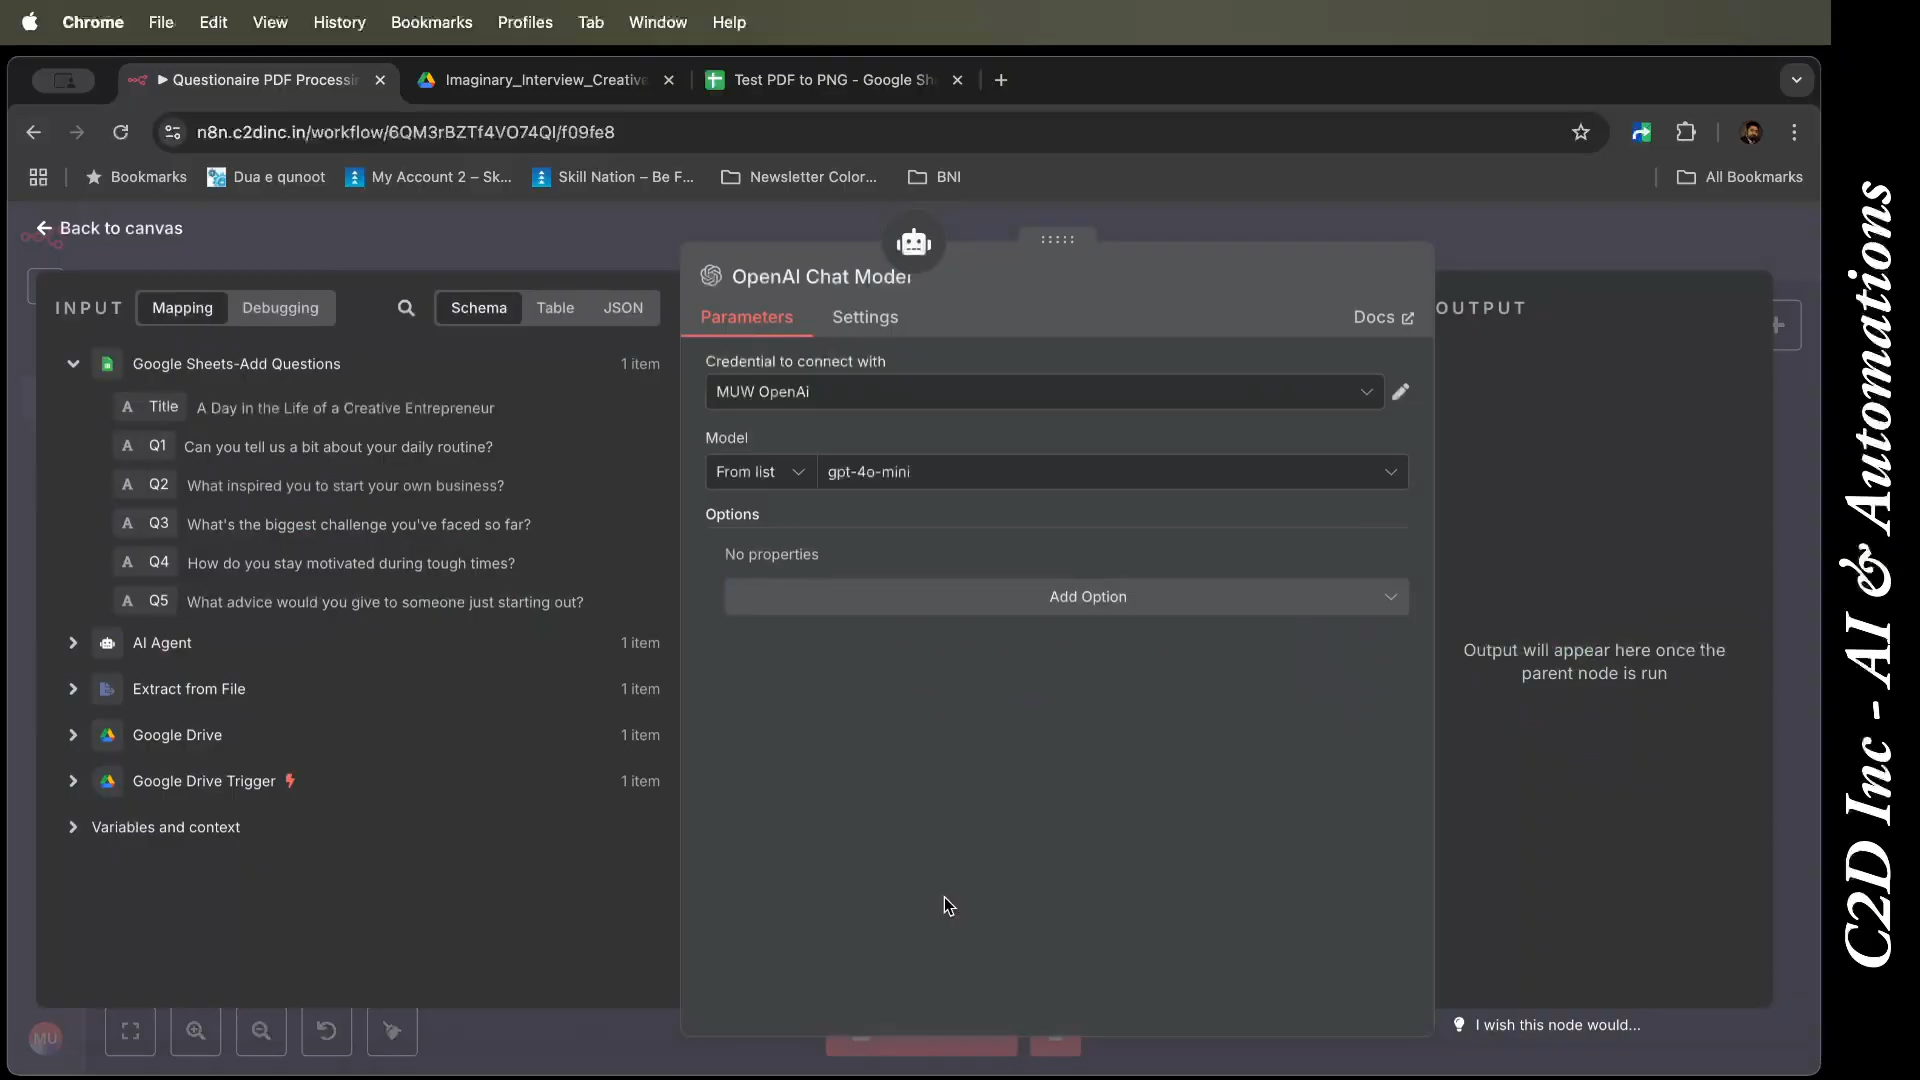 Chrome File Edit View History Bookmarks Profiles Tab Window Help
Questionaire PDF Processi
Imaginary_Interview_Creative
Test PDF to PNG - Google Sh
n8n.c2dinc.in/workflow/6QM3rBZTf4VO74QI/f09fe8
Bookmarks
Dua e qunoot
My Account 2 – Sk...
Skill Nation – Be F...
Newsletter Color...
BNI
All Bookmarks
Back to canvas
INPUT
Mapping
Debugging
Schema
Table
JSON
Google Sheets-Add Questions 1 item
A Title A Day in the Life of a Creative Entrepreneur
A Q1 Can you tell us a bit about your daily routine?
A Q2 What inspired you to start your own business?
A Q3 What's the biggest challenge you've faced so far?
A Q4 How do you stay motivated during tough times?
A Q5 What advice would you give to someone just starting out?
AI Agent 1 item
Extract from File 1 item
Google Drive 1 item
Google Drive Trigger 1 item
Variables and context
MU
OpenAI Chat Model
Parameters
Settings
Docs
Credential to connect with
MUW OpenAi
Model
From list
gpt-4o-mini
Options
No properties
Add Option
OUTPUT
Output will appear here once the
parent node is run
I wish this node would...
C2D Inc - AI & Automations